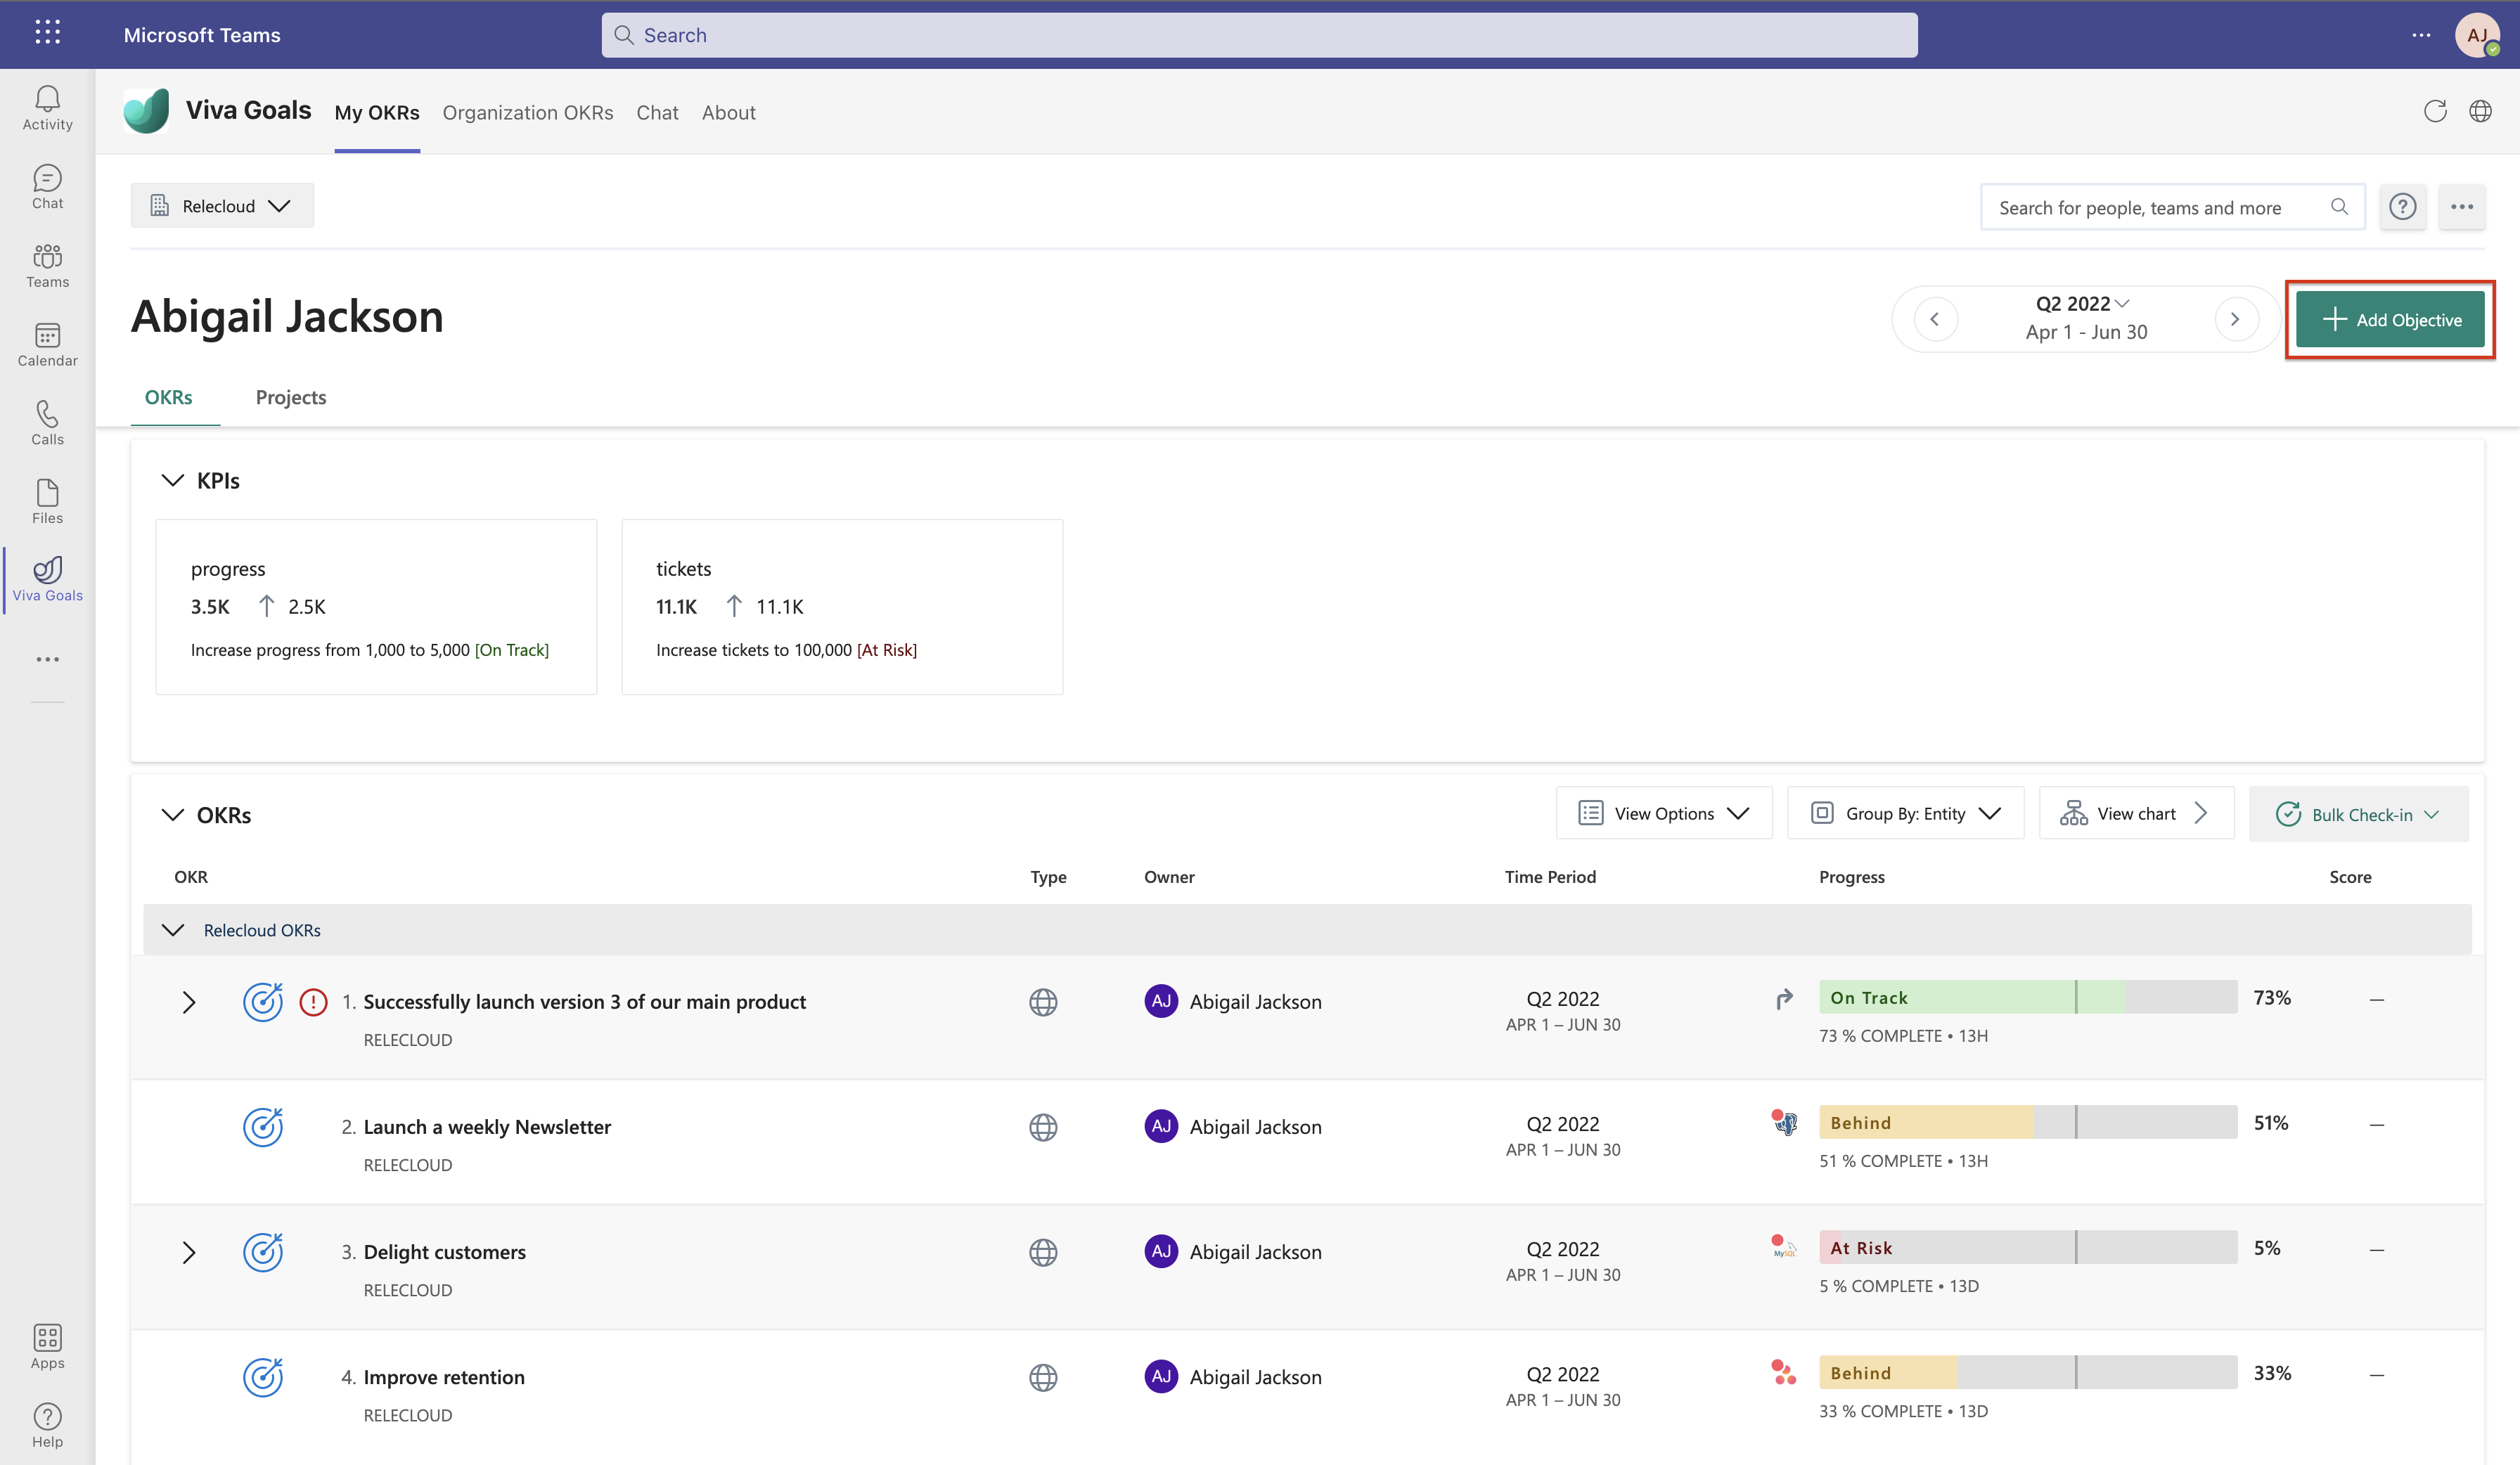 Microsoft Teams
Search
AJ
Activity
Chat
Teams
Calendar
Calls
Files
Viva Goals
Apps
Help
Viva Goals
My OKRs
Organization OKRs
Chat
About
Relecloud
Search for people, teams and more
Abigail Jackson
Q2 2022
Apr 1 - Jun 30
Add Objective
OKRs
Projects
KPIs
progress
3.5K 2.5K
Increase progress from 1,000 to 5,000 [On Track]
tickets
11.1K 11.1K
Increase tickets to 100,000 [At Risk]
OKRs
View Options
Group By: Entity
View chart
Bulk Check-in
OKR Type Owner Time Period Progress Score
Relecloud OKRs
1. Successfully launch version 3 of our main product
RELECLOUD
AJ Abigail Jackson
Q2 2022
APR 1 – JUN 30
On Track
73% —
73 % COMPLETE • 13H
2. Launch a weekly Newsletter
RELECLOUD
AJ Abigail Jackson
Q2 2022
APR 1 – JUN 30
Behind
51% —
51 % COMPLETE • 13H
3. Delight customers
RELECLOUD
AJ Abigail Jackson
Q2 2022
APR 1 – JUN 30
MySQL
At Risk
5% —
5 % COMPLETE • 13D
4. Improve retention
RELECLOUD
AJ Abigail Jackson
Q2 2022
APR 1 – JUN 30
Behind
33% —
33 % COMPLETE • 13D